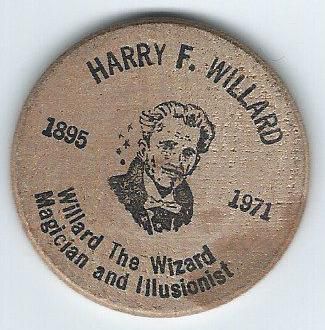 HARRY F. WILLARD
1895
1971
Willard The Wizard
Magician and Illusionist